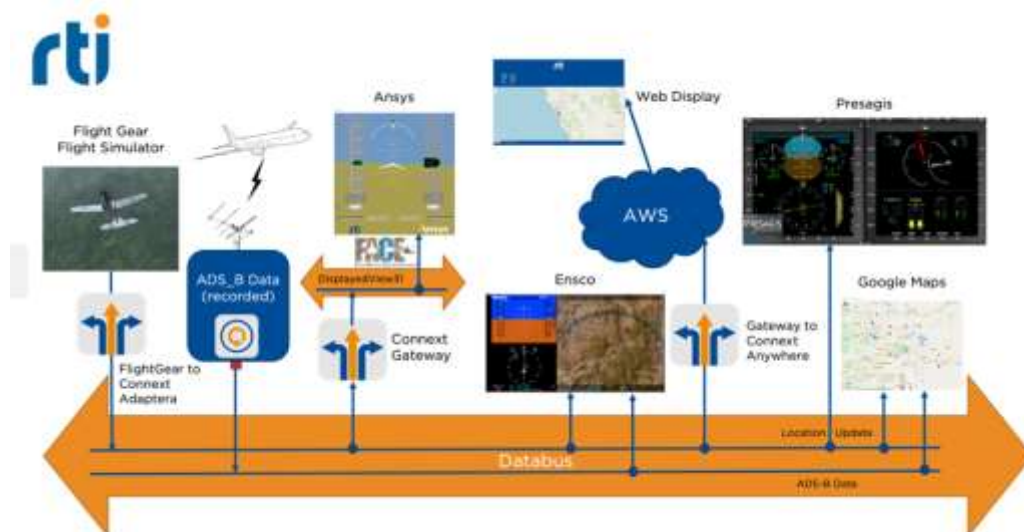 rti
Flight Gear
Flight Simulator
Ansys
Web Display
Presagis
AWS
FACE
ADS_B Data
(recorded)
Ensco
Google Maps
Connext
Gateway
Gateway to
Connext
Anywhere
FlightGear to
Connext
Adaptera
Location Update
Databus
ADS-B Data